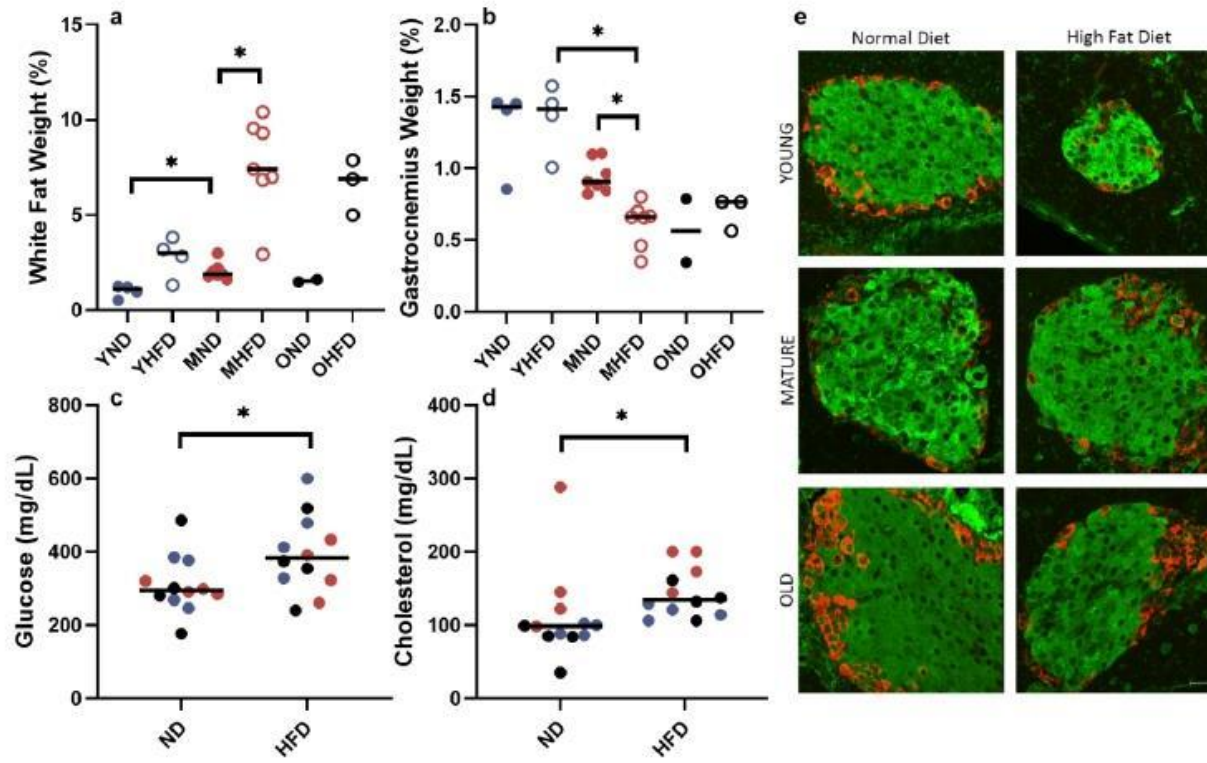 a
White Fat Weight (%)
15
10
5
0
*
*
YND
YHFD
MND
MHFD
OND
OHFD
b
Gastrocnemius Weight (%)
2.0
1.5
1.0
0.5
0.0
*
*
YND
YHFD
MND
MHFD
OND
OHFD
c
Glucose (mg/dL)
800
600
400
200
0
*
ND
HFD
d
Cholesterol (mg/dL)
400
300
200
100
0
*
ND
HFD
e
Normal Diet
High Fat Diet
YOUNG
MATURE
OLD